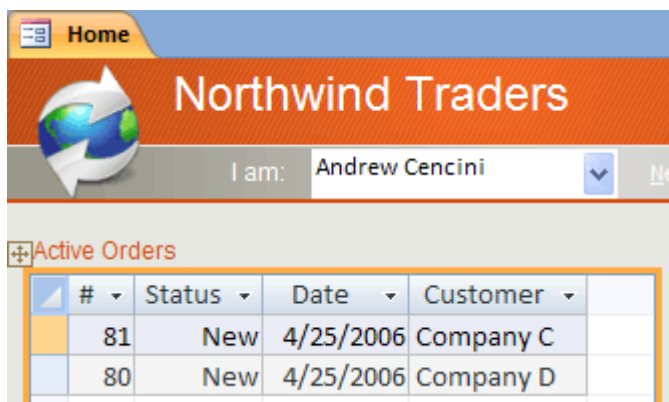 Home
Northwind Traders
I am: Andrew Cencini
Active Orders
# Status Date Customer
81 New 4/25/2006 Company C
80 New 4/25/2006 Company D